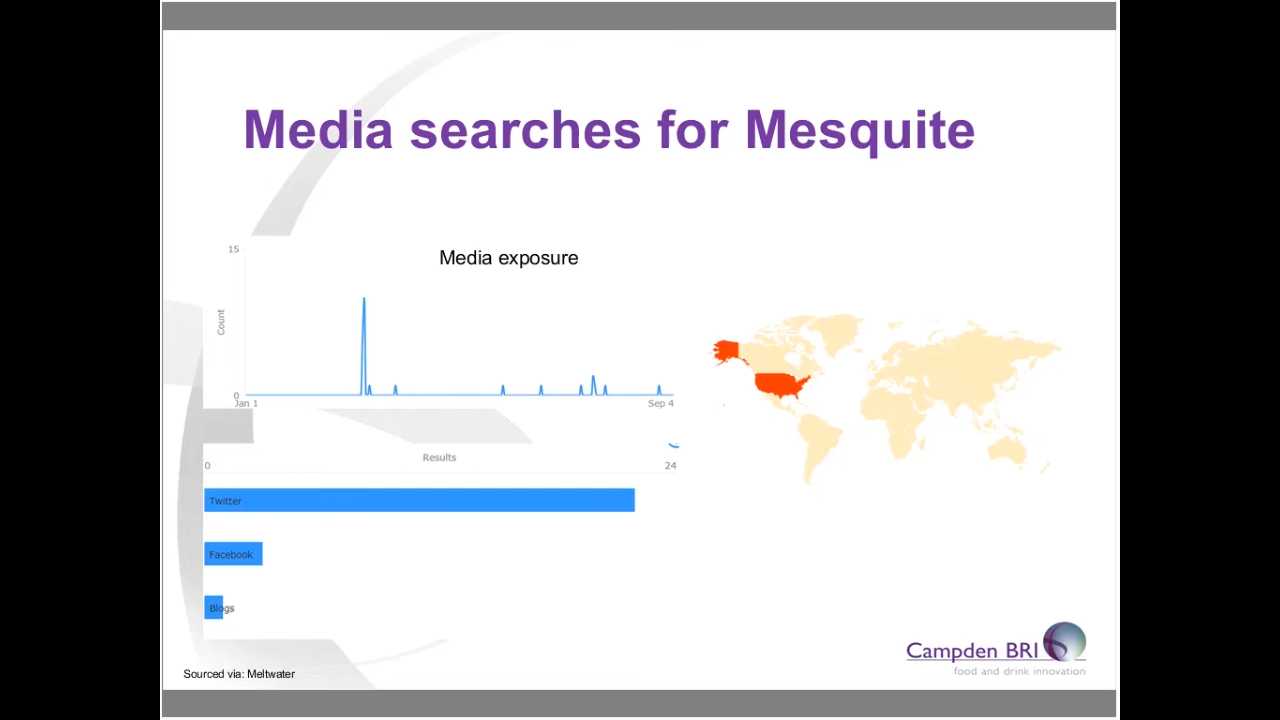 Media searches for Mesquite
15
Media exposure
Count
0
Jan 1
Sep 4
Results
0
24
Twitter
Facebook
Blogs
Campden BRI
food and drink innovation
Sourced via: Meltwater